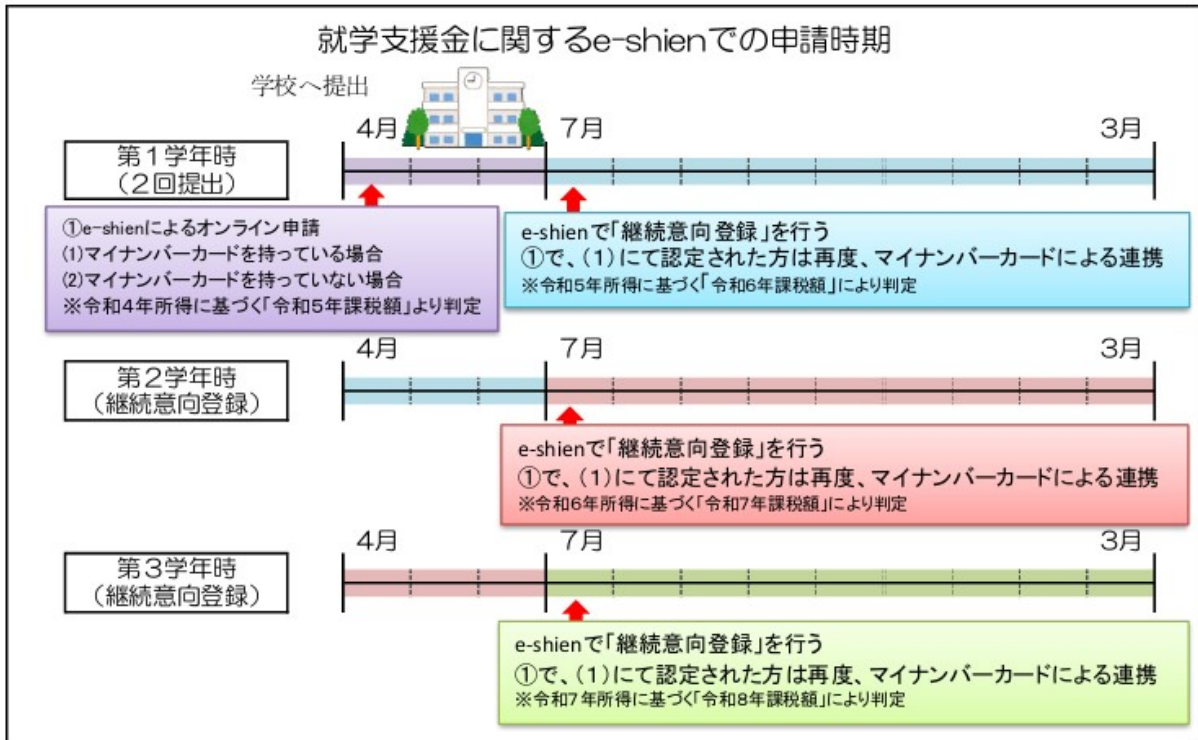 就学支援金に関するe-shienでの申請時期
学校へ提出
4月
7月
3月
第1学年時
(2回提出)
①e-shienによるオンライン申請
(1)マイナンバーカードを持っている場合
(2)マイナンバーカードを持っていない場合
※令和4年所得に基づく「令和5年課税額」より判定
e-shienで「継続意向登録」を行う
①で、(1)にて認定された方は再度、マイナンバーカードによる連携
※令和5年所得に基づく「令和6年課税額」により判定
4月
7月
3月
第2学年時
(継続意向登録)
e-shienで「継続意向登録」を行う
①で、(1)にて認定された方は再度、マイナンバーカードによる連携
※令和6年所得に基づく「令和7年課税額」により判定
4月
7月
3月
第3学年時
(継続意向登録)
e-shienで「継続意向登録」を行う
①で、(1)にて認定された方は再度、マイナンバーカードによる連携
※令和7年所得に基づく「令和8年課税額」により判定